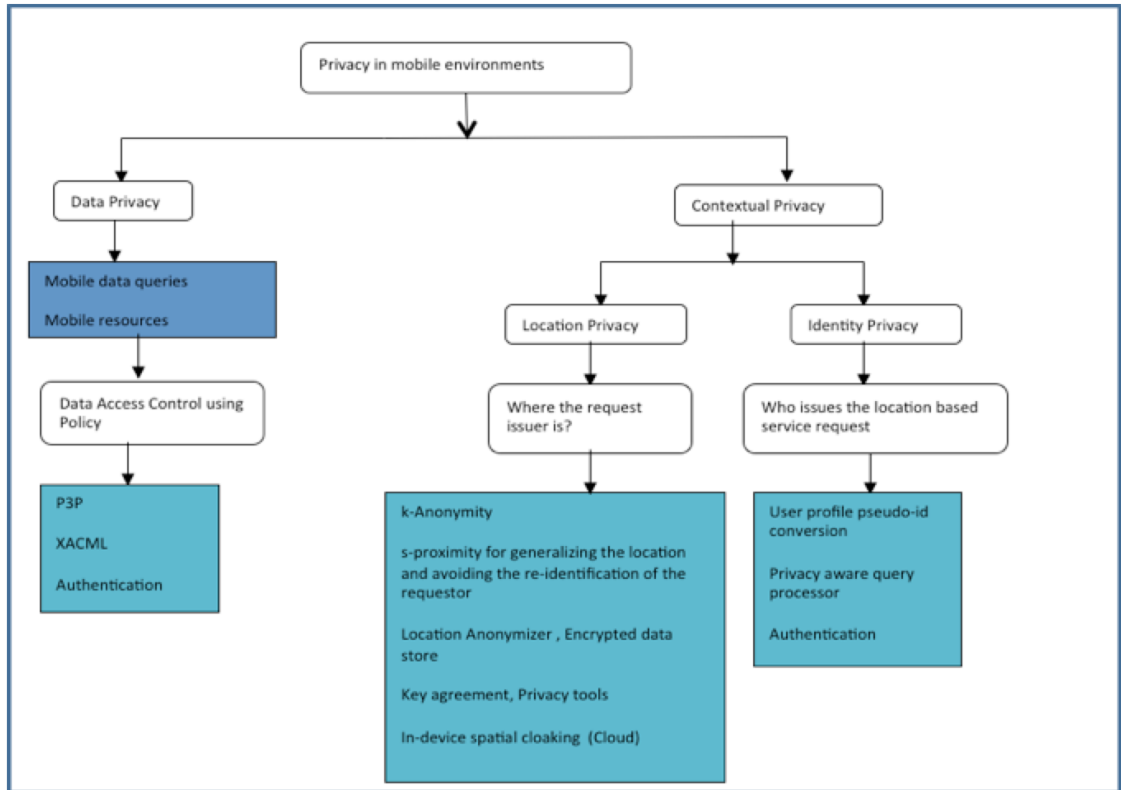 Privacy in mobile environments
Data Privacy
Contextual Privacy
Mobile data queries
Mobile resources
Location Privacy
Identity Privacy
Data Access Control using
Policy
Where the request
issuer is?
Who issues the location based
service request
P3P
XACML
Authentication
k-Anonymity
s-proximity for generalizing the location
and avoiding the re-identification of the
requestor
Location Anonymizer , Encrypted data
store
Key agreement, Privacy tools
In-device spatial cloaking (Cloud)
User profile pseudo-id
conversion
Privacy aware query
processor
Authentication